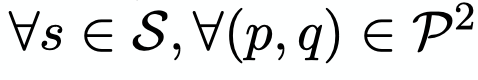 ∀s ∈ 𝒮, ∀(p, q) ∈ 𝒫²